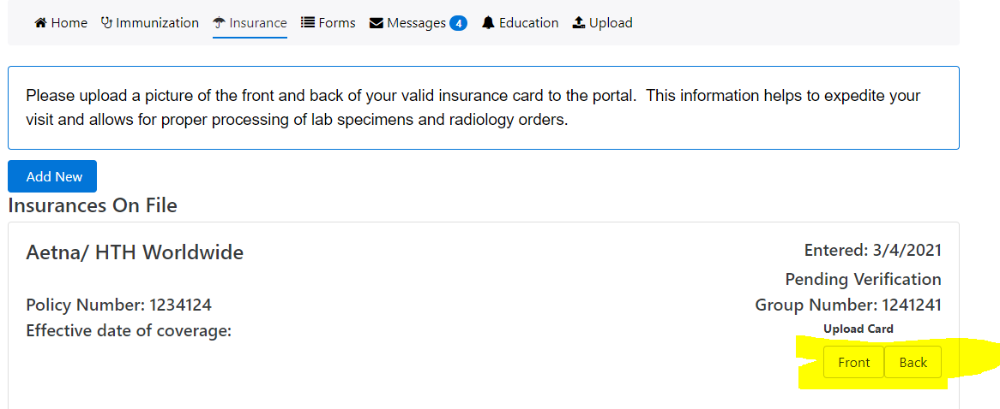 Home Immunization Insurance Forms Messages 4 Education Upload
Please upload a picture of the front and back of your valid insurance card to the portal.  This information helps to expedite your
visit and allows for proper processing of lab specimens and radiology orders.
Add New
Insurances On File
Aetna/ HTH Worldwide
Entered: 3/4/2021
Pending Verification
Policy Number: 1234124
Group Number: 1241241
Effective date of coverage:
Upload Card
Front Back